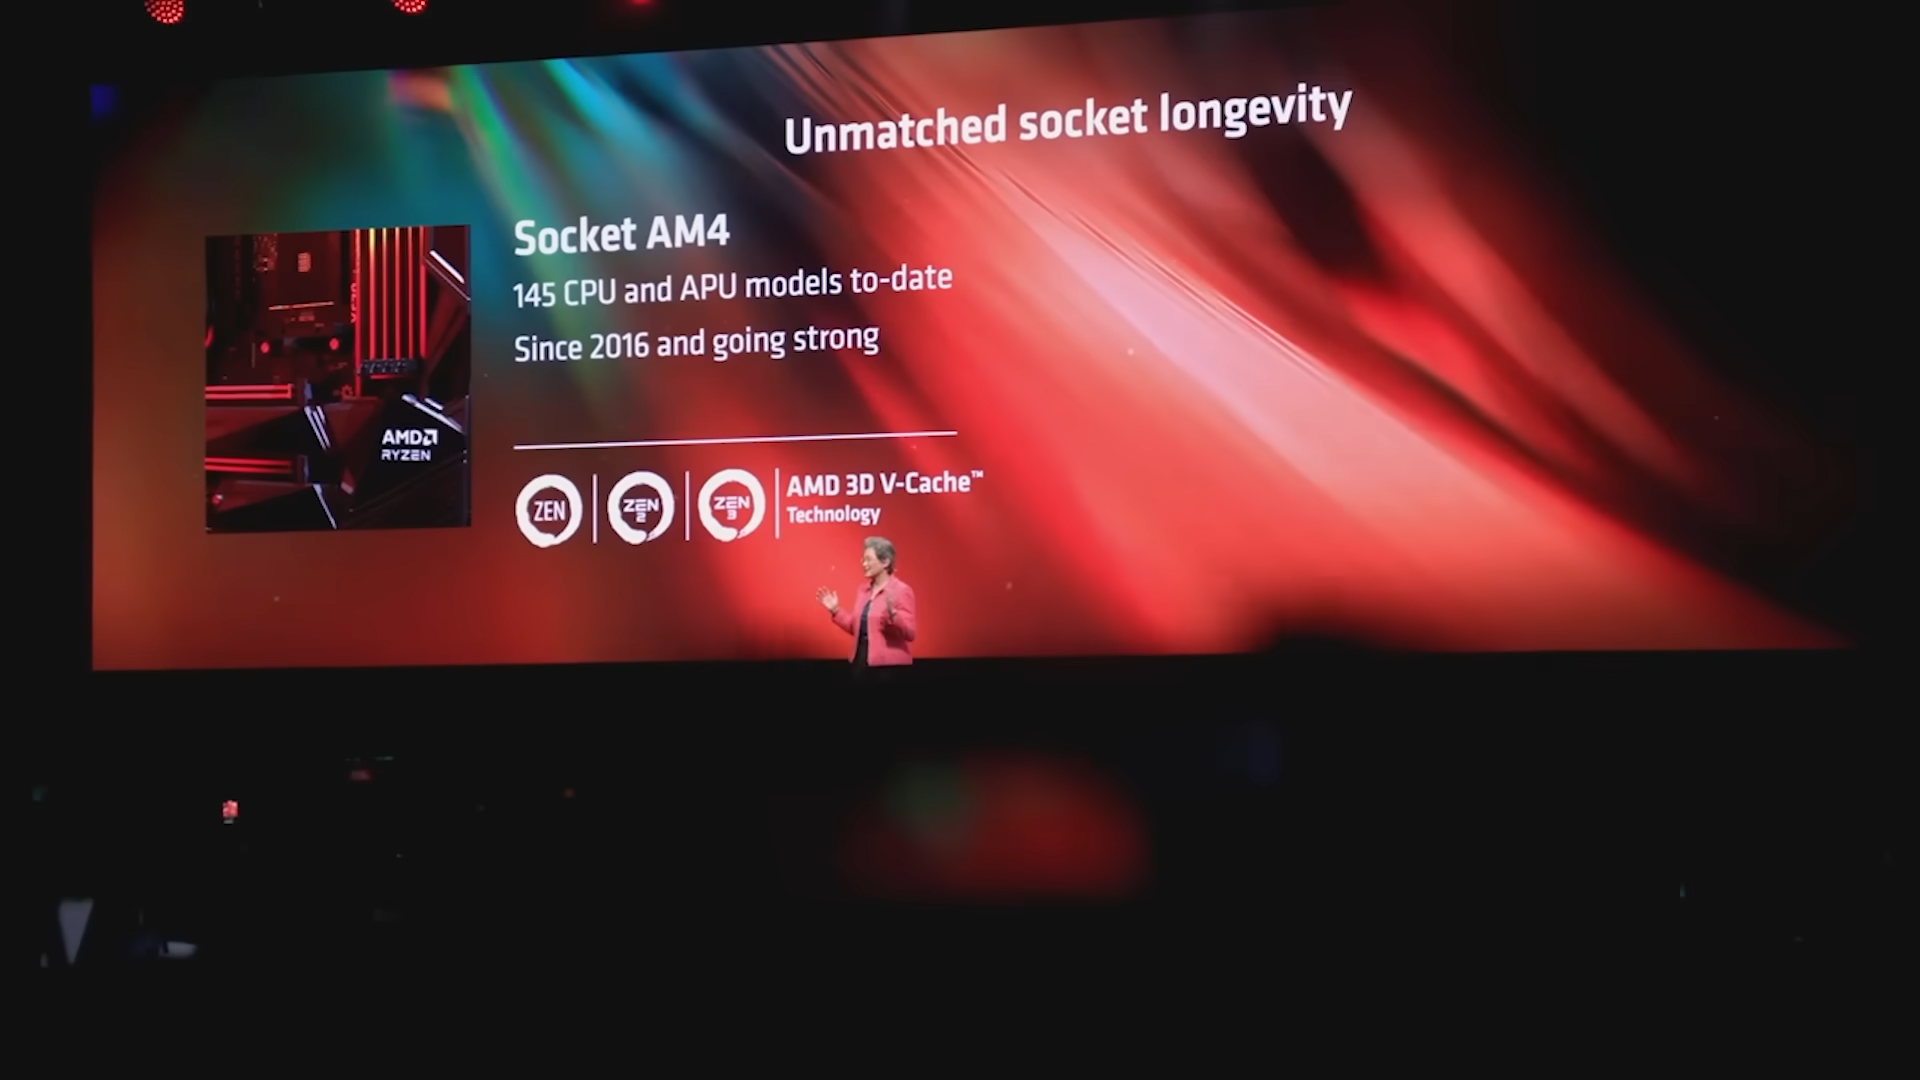 Unmatched socket longevity
Socket AM4
145 CPU and APU models to-date
Since 2016 and going strong
AMD
RYZEN
ZEN
ZEN
2
ZEN
3
AMD 3D V-Cache™
Technology